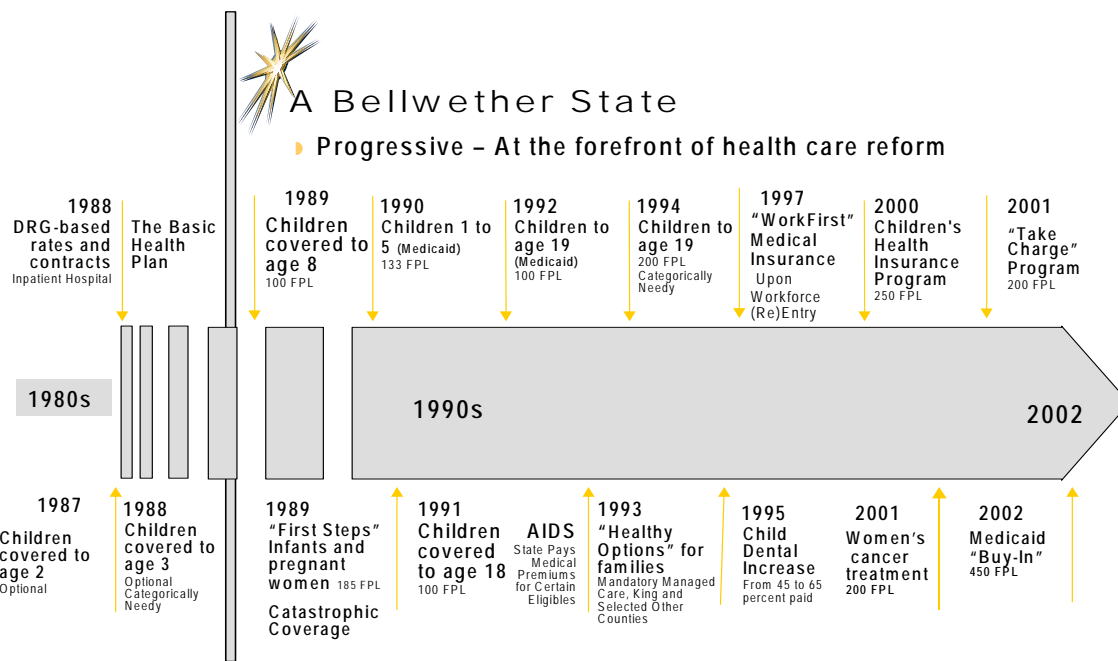 A Bellwether State
Progressive – At the forefront of health care reform
1988
DRG-based
rates and
contracts
Inpatient Hospital
The Basic
Health
Plan
1989
Children
covered to
age 8
100 FPL
1990
Children 1 to
5 (Medicaid)
133 FPL
1992
Children to
age 19
(Medicaid)
100 FPL
1994
Children to
age 19
200 FPL
Categorically
Needy
1997
“WorkFirst”
Medical
Insurance
Upon
Workforce
(Re)Entry
2000
Children's
Health
Insurance
Program
250 FPL
2001
“Take
Charge”
Program
200 FPL
1980s
1990s
2002
1987
Children
covered to
age 2
Optional
1988
Children
covered to
age 3
Optional
Categorically
Needy
1989
“First Steps”
Infants and
pregnant
women 185 FPL
Catastrophic
Coverage
1991
Children
covered
to age 18
100 FPL
AIDS
State Pays
Medical
Premiums
for Certain
Eligibles
1993
“Healthy
Options” for
families
Mandatory Managed
Care, King and
Selected Other
Counties
1995
Child
Dental
Increase
From 45 to 65
percent paid
2001
Women’s
cancer
treatment
200 FPL
2002
Medicaid
“Buy-In”
450 FPL